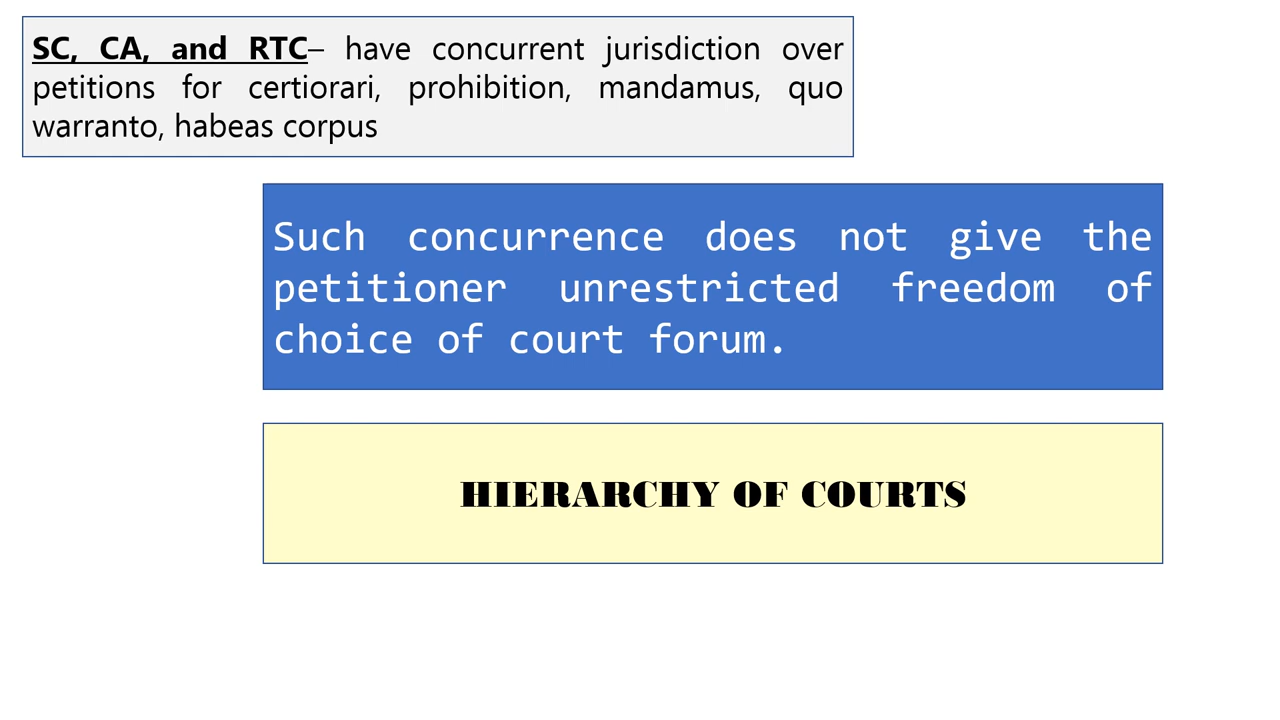 SC, CA, and RTC– have concurrent jurisdiction over
petitions for certiorari, prohibition, mandamus, quo
warranto, habeas corpus
Such concurrence does not give the
petitioner unrestricted freedom of
choice of court forum.
HIERARCHY OF COURTS